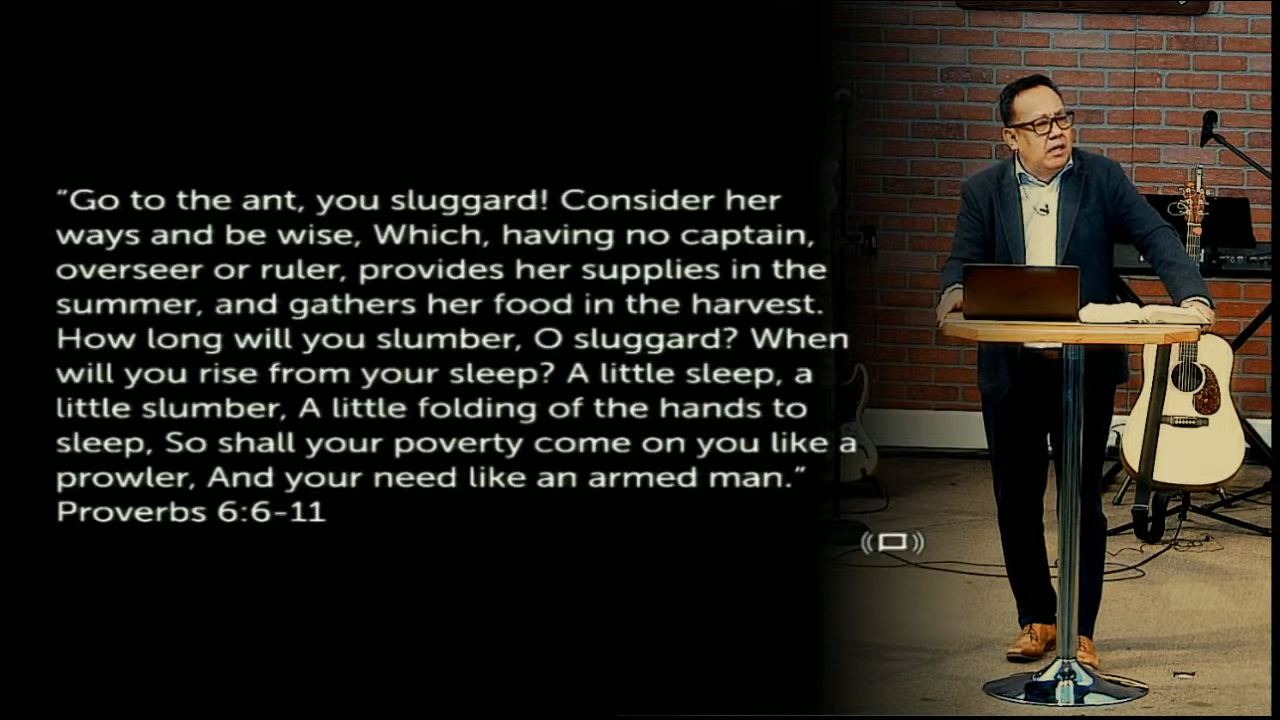 “Go to the ant, you sluggard! Consider her
ways and be wise, Which, having no captain,
overseer or ruler, provides her supplies in the
summer, and gathers her food in the harvest.
How long will you slumber, O sluggard? When
will you rise from your sleep? A little sleep, a
little slumber, A little folding of the hands to
sleep, So shall your poverty come on you like a
prowler, And your need like an armed man.”
Proverbs 6:6-11